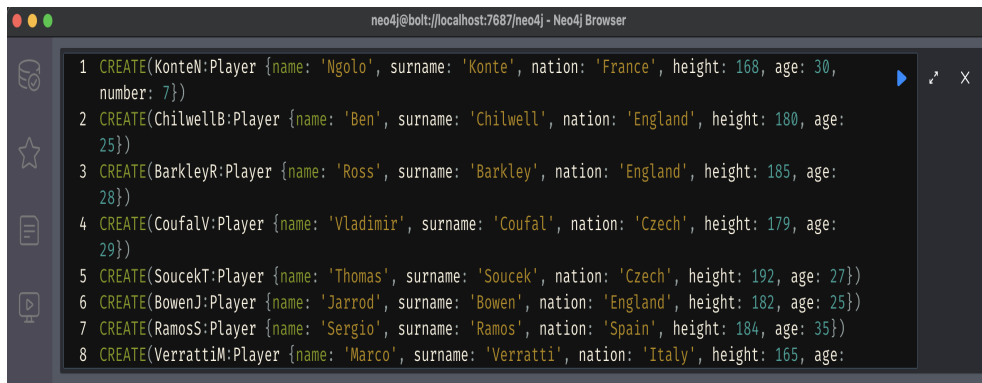 neo4j@bolt://localhost:7687/neo4j - Neo4j Browser
1 CREATE(KonteN:Player {name: 'Ngolo', surname: 'Konte', nation: 'France', height: 168, age: 30,
number: 7})
2 CREATE(ChilwellB:Player {name: 'Ben', surname: 'Chilwell', nation: 'England', height: 180, age:
25})
3 CREATE(BarkleyR:Player {name: 'Ross', surname: 'Barkley', nation: 'England', height: 185, age:
28})
4 CREATE(CoufalV:Player {name: 'Vladimir', surname: 'Coufal', nation: 'Czech', height: 179, age:
29})
5 CREATE(SoucekT:Player {name: 'Thomas', surname: 'Soucek', nation: 'Czech', height: 192, age: 27})
6 CREATE(BowenJ:Player {name: 'Jarrod', surname: 'Bowen', nation: 'England', height: 182, age: 25})
7 CREATE(RamosS:Player {name: 'Sergio', surname: 'Ramos', nation: 'Spain', height: 184, age: 35})
8 CREATE(VerrattiM:Player {name: 'Marco', surname: 'Verratti', nation: 'Italy', height: 165, age: